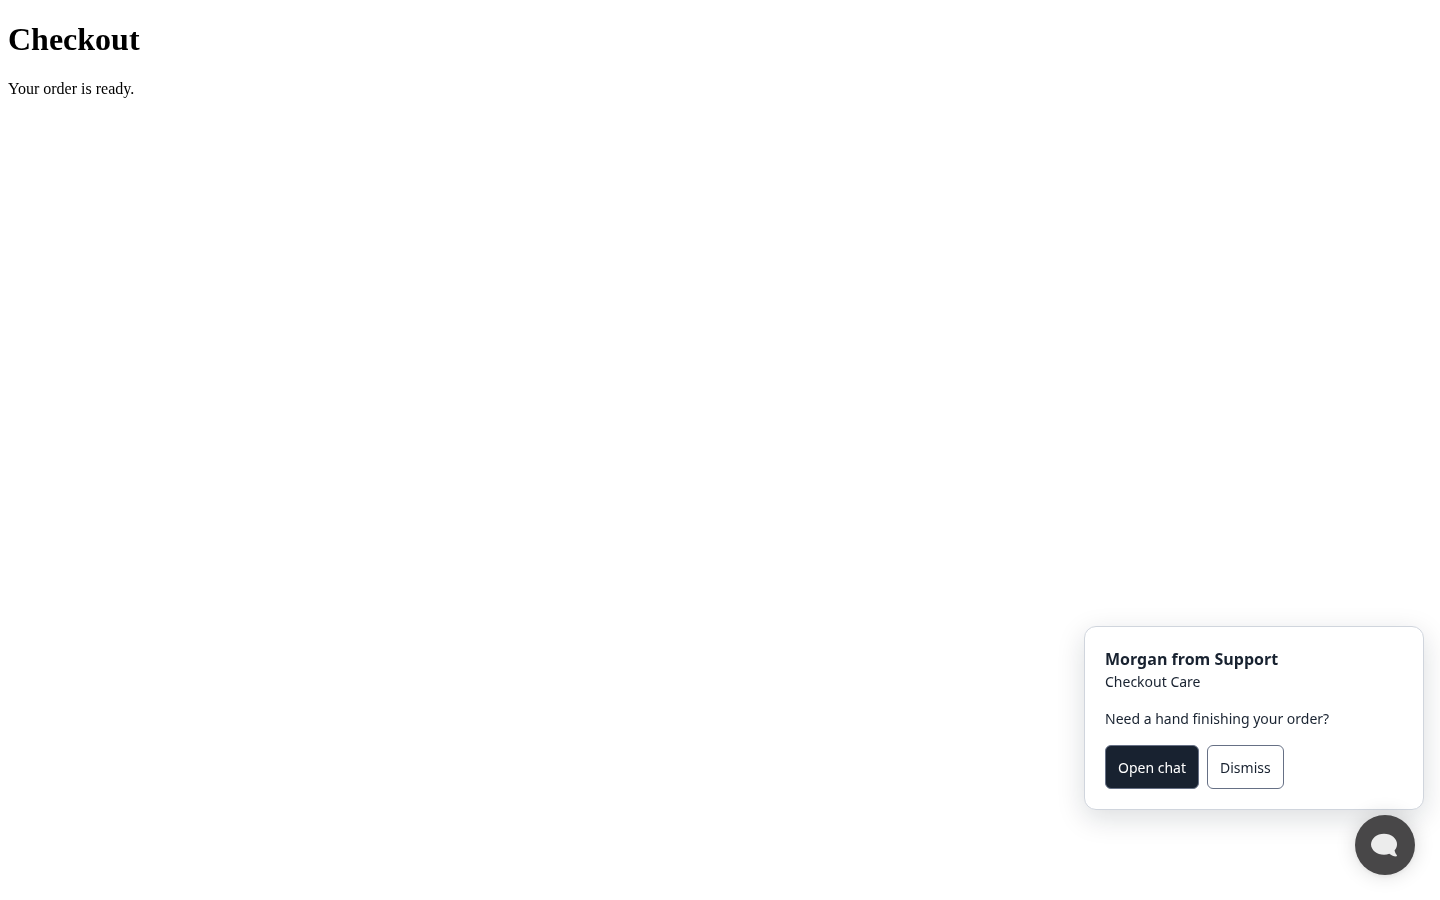 Checkout
Your order is ready.
Morgan from Support
Checkout Care
Need a hand finishing your order?
Open chat
Dismiss